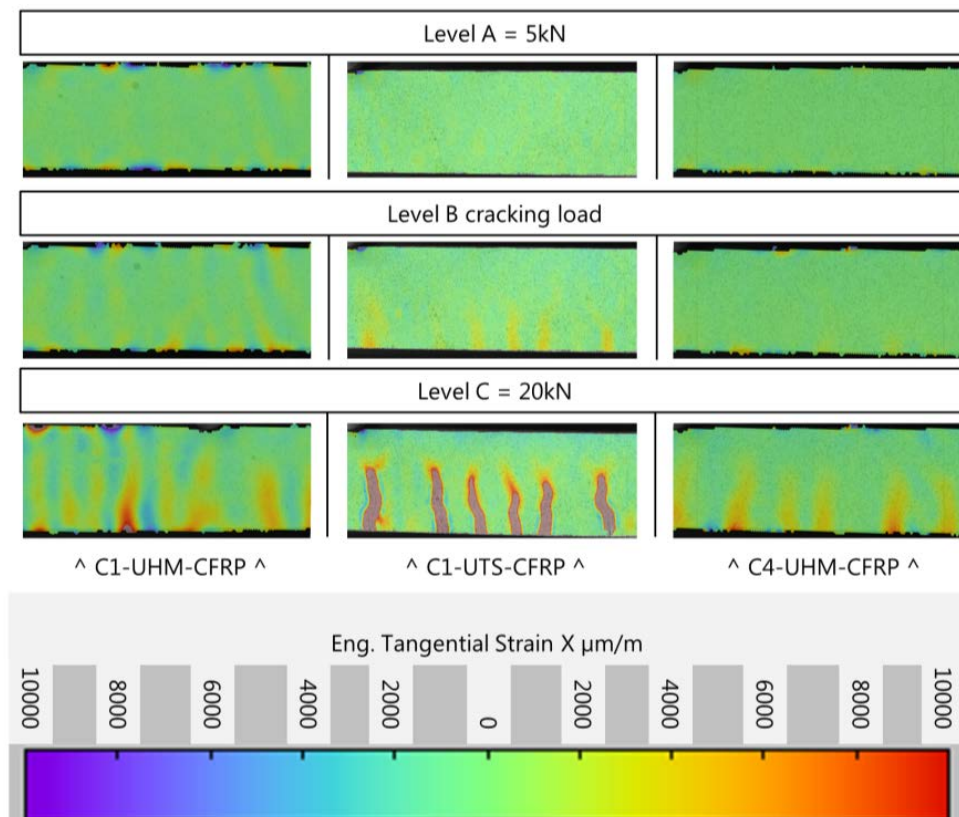 Level A = 5kN
Level B cracking load
Level C = 20kN
^ C1-UHM-CFRP ^ ^ C1-UTS-CFRP ^ ^ C4-UHM-CFRP ^
Eng. Tangential Strain X μm/m
10000 8000 6000 4000 2000 0 2000 4000 6000 8000 10000